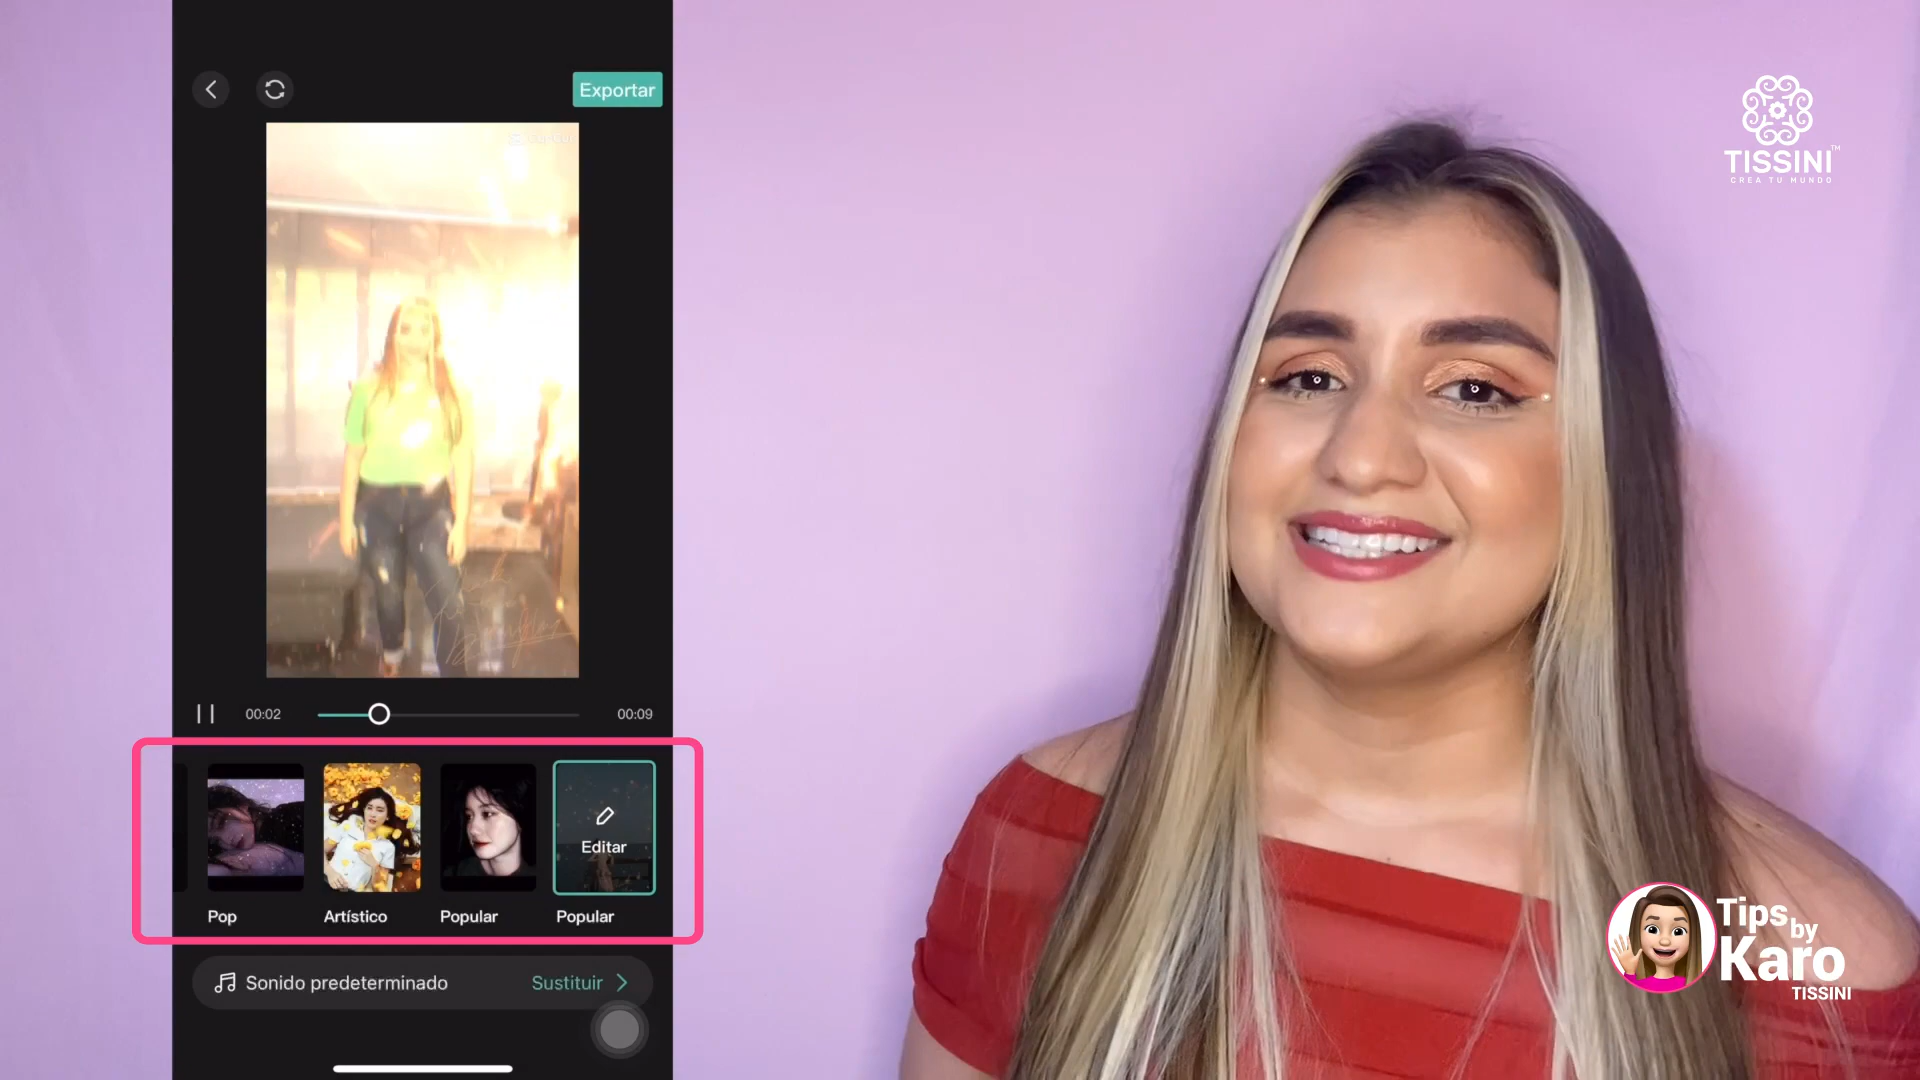 Exportar
00:02
00:09
Editar
Pop
Artístico
Popular
Popular
Sonido predeterminado
Sustituir
TISSINI™
CREA TU MUNDO
Tips
by
Karo
TISSINI